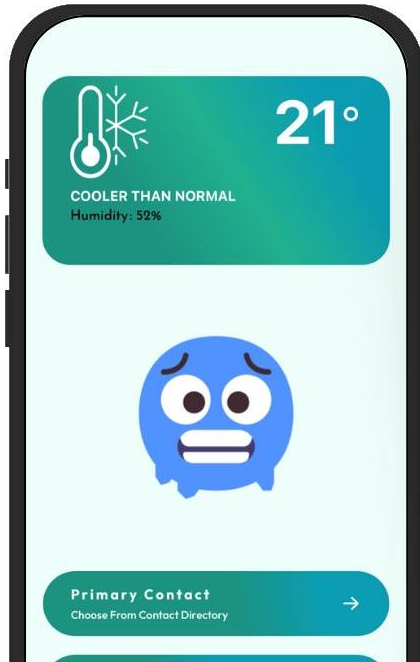 21°
COOLER THAN NORMAL
Humidity: 52%
Primary Contact
Choose From Contact Directory